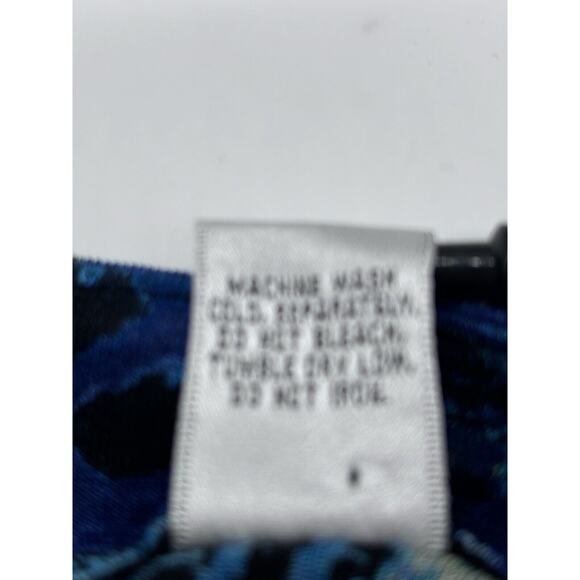 MACHINE WASH
COLD, SEPARATELY.
DO NOT BLEACH.
TUMBLE DRY LOW.
DO NOT IRON.